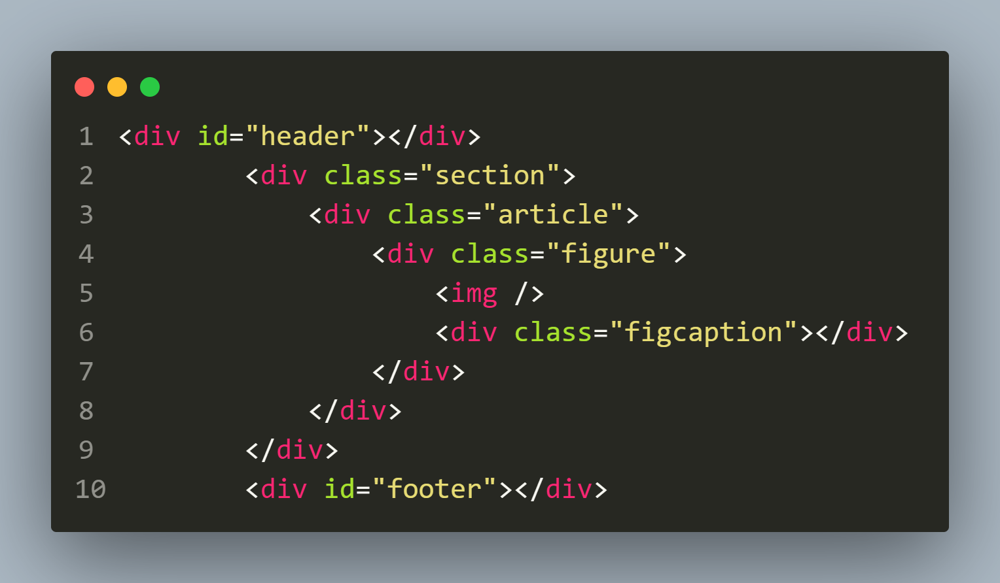 1 <div id="header"></div>
2         <div class="section">
3             <div class="article">
4                 <div class="figure">
5                     <img />
6                     <div class="figcaption"></div>
7                 </div>
8             </div>
9         </div>
10         <div id="footer"></div>